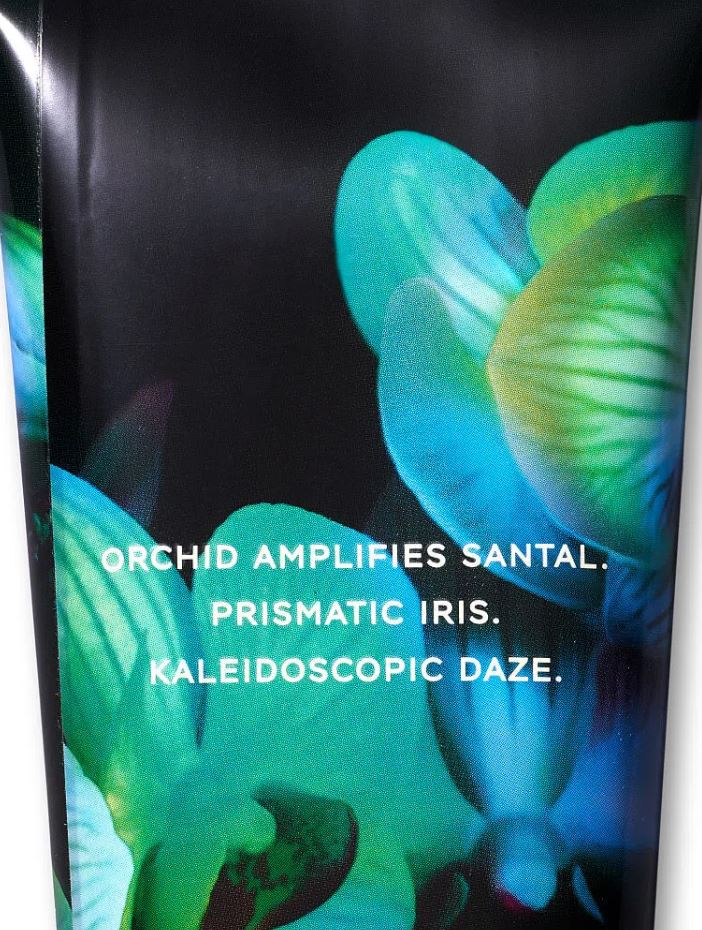 ORCHID AMPLIFIES SANTAL.
PRISMATIC IRIS.
KALEIDOSCOPIC DAZE.